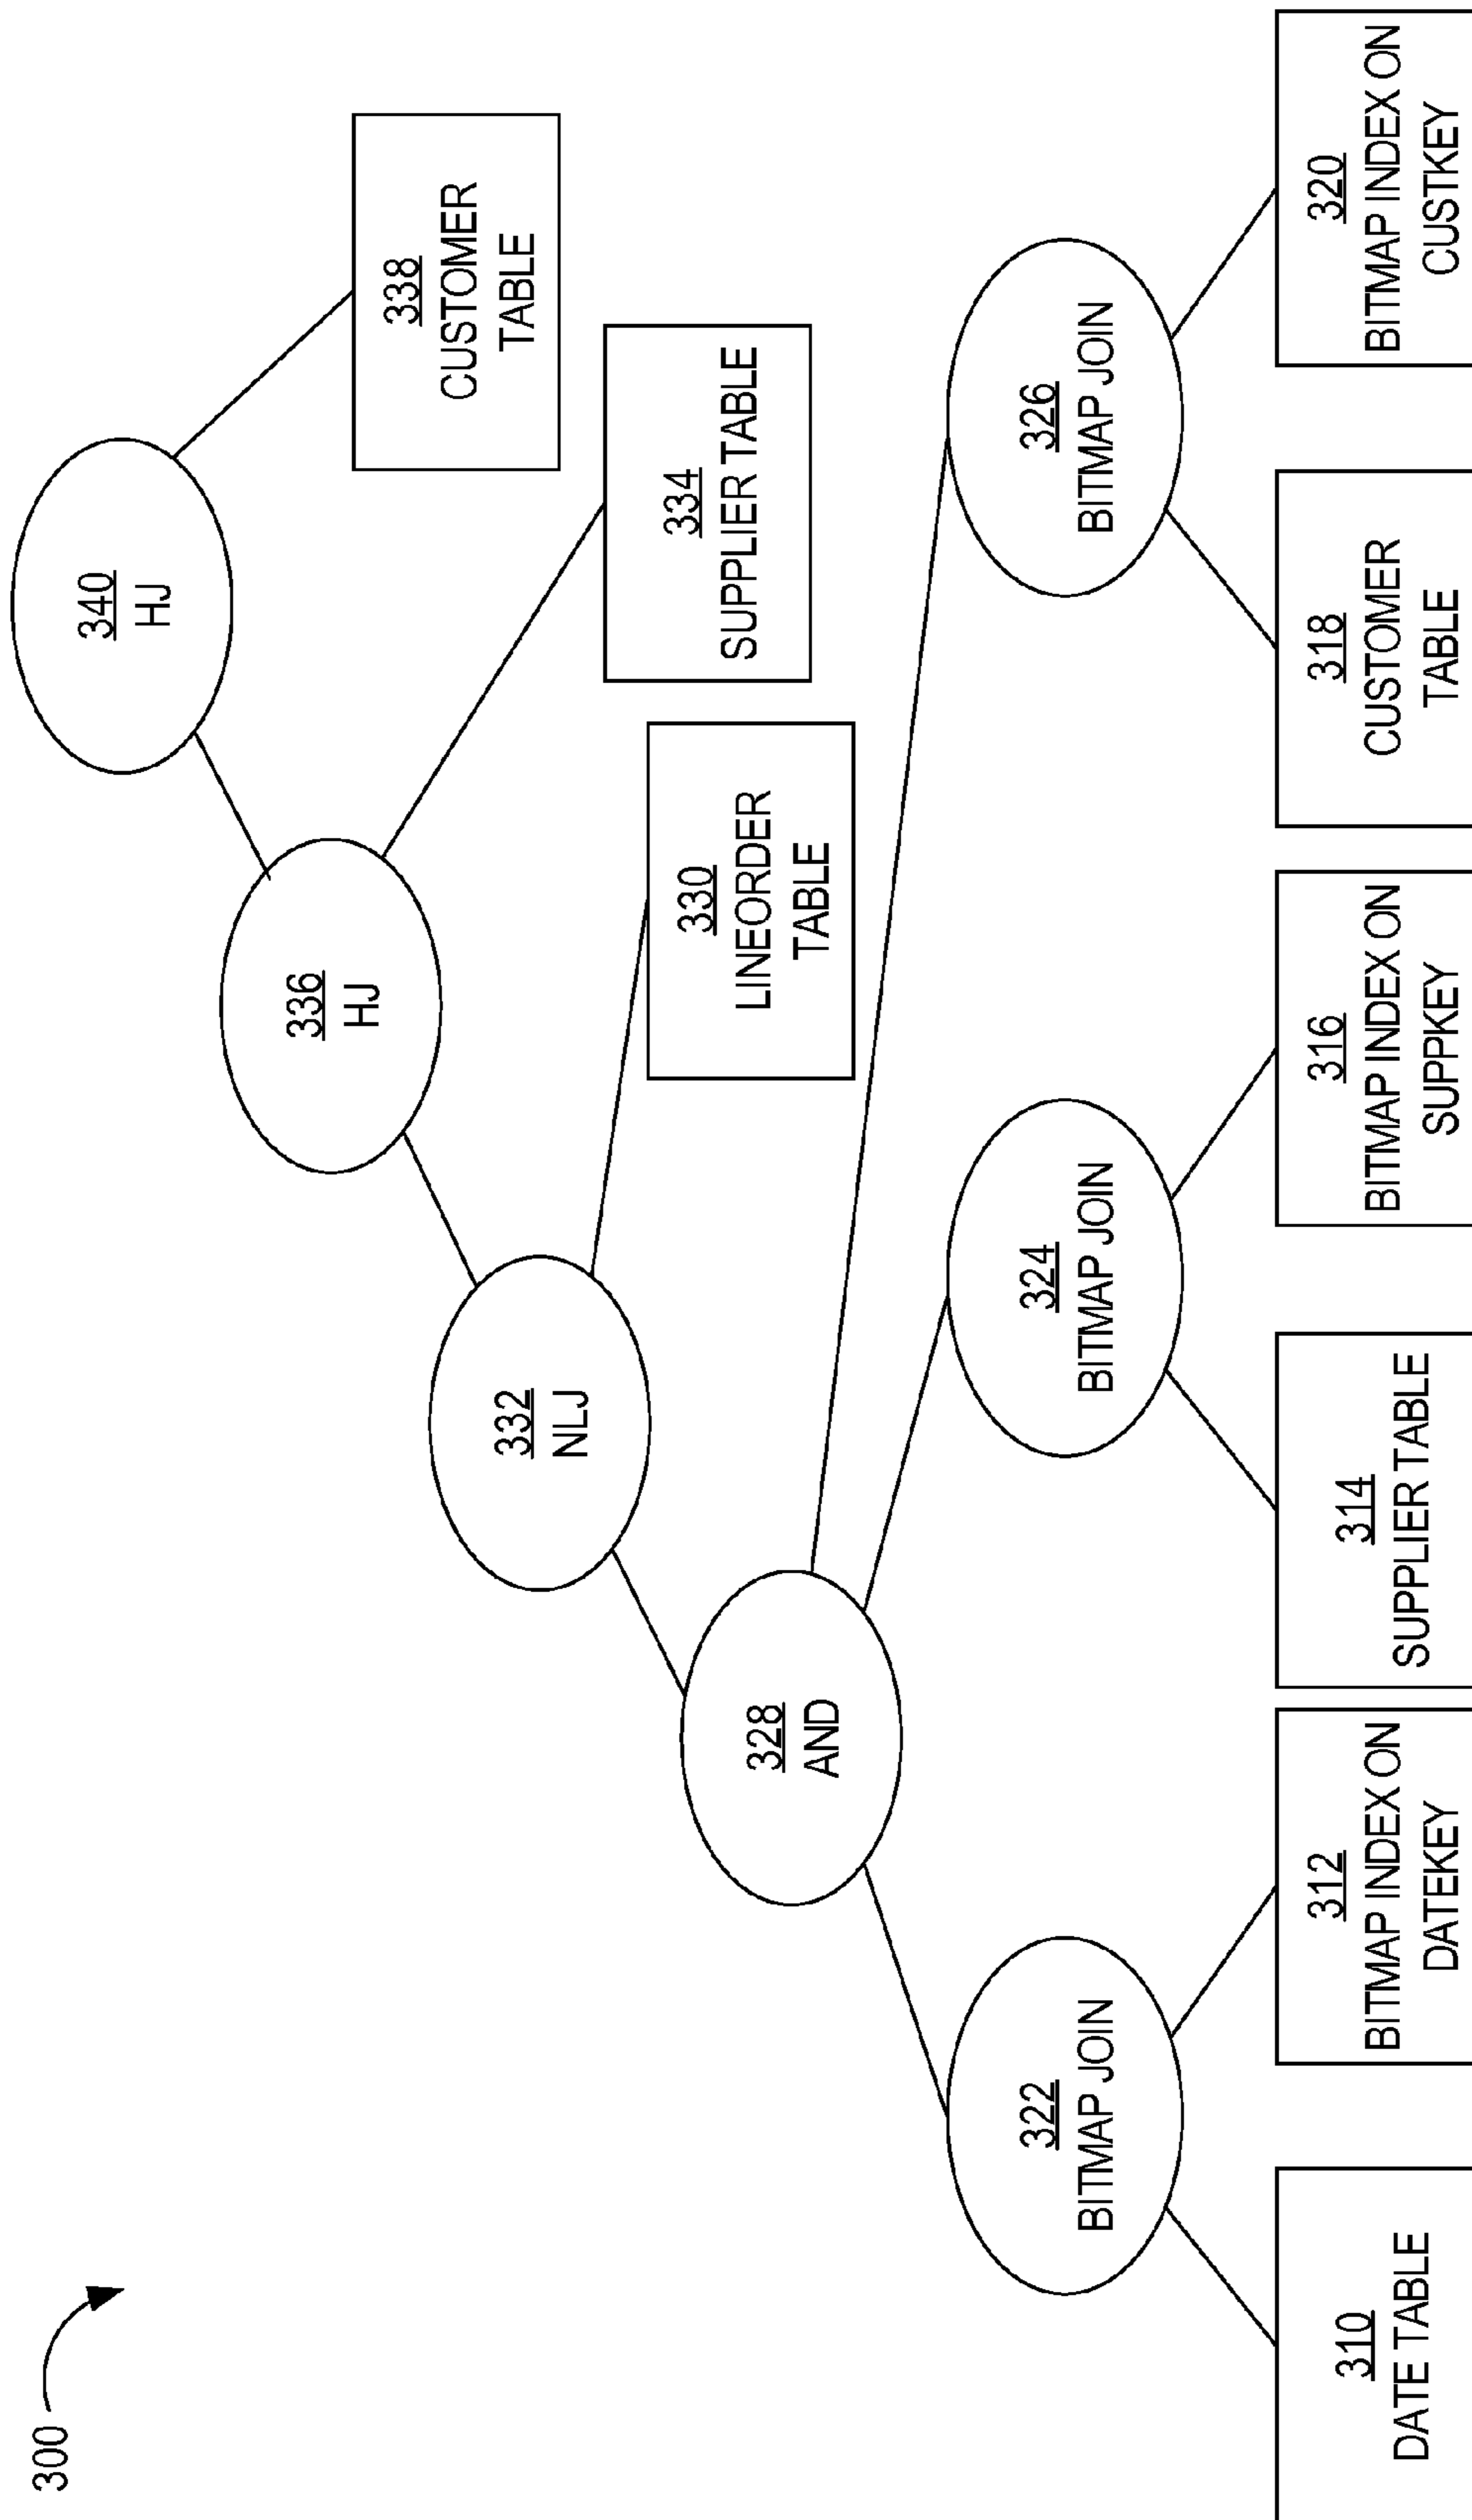 300
340
HJ
338
CUSTOMER
TABLE
336
HJ
334
SUPPLIER TABLE
332
NLJ
330
LINEORDER
TABLE
328
AND
322
BITMAP JOIN
324
BITMAP JOIN
326
BITMAP JOIN
310
DATE TABLE
312
BITMAP INDEX ON
DATEKEY
314
SUPPLIER TABLE
316
BITMAP INDEX ON
SUPPKEY
318
CUSTOMER
TABLE
320
BITMAP INDEX ON
CUSTKEY